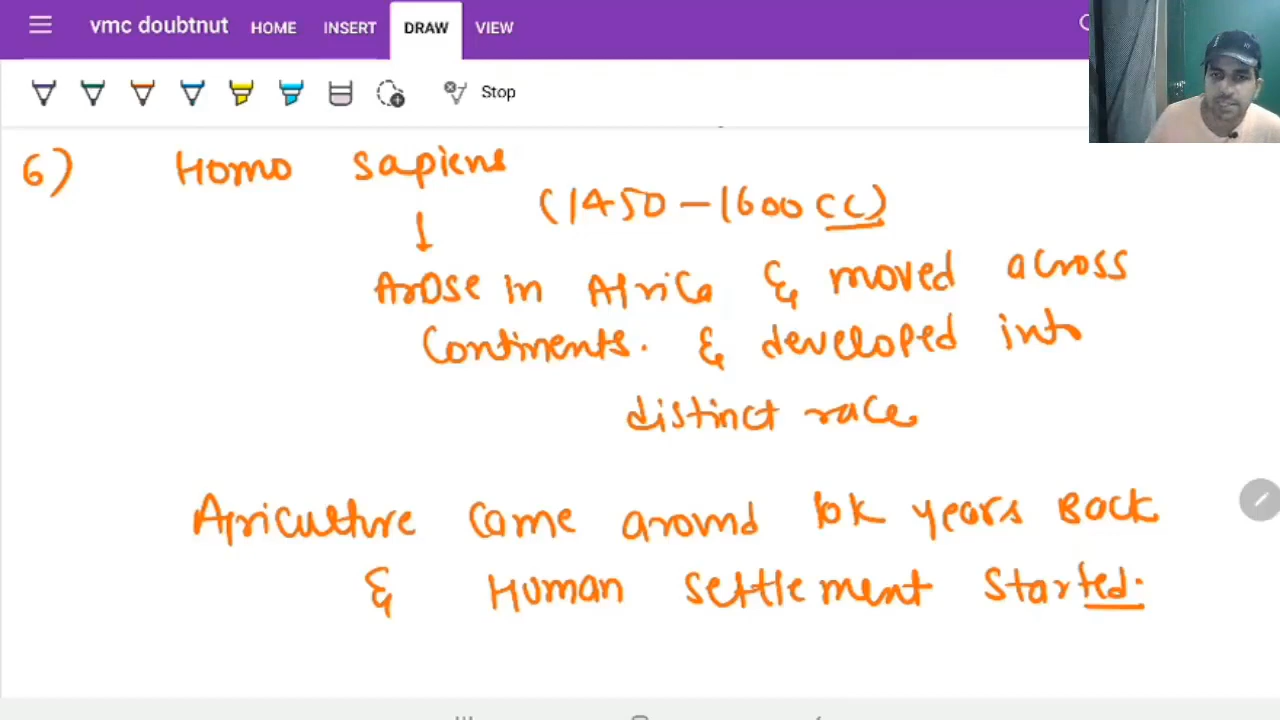 vmc doubtnut HOME INSERT DRAW VIEW
Stop
6) Homo sapiens
(1450 - 1600 cc)
↓
Arose in Africa & moved across
Continents. & developed into
distinct race
Agriculture came around 10k years Back
& Human settlement started.